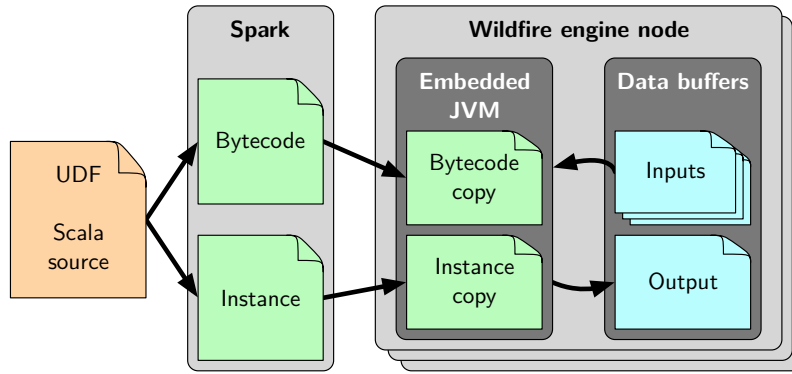 Spark
Wildfire engine node
UDF
Scala
source
Bytecode
Instance
Embedded
JVM
Bytecode
copy
Instance
copy
Data buffers
Inputs
Output